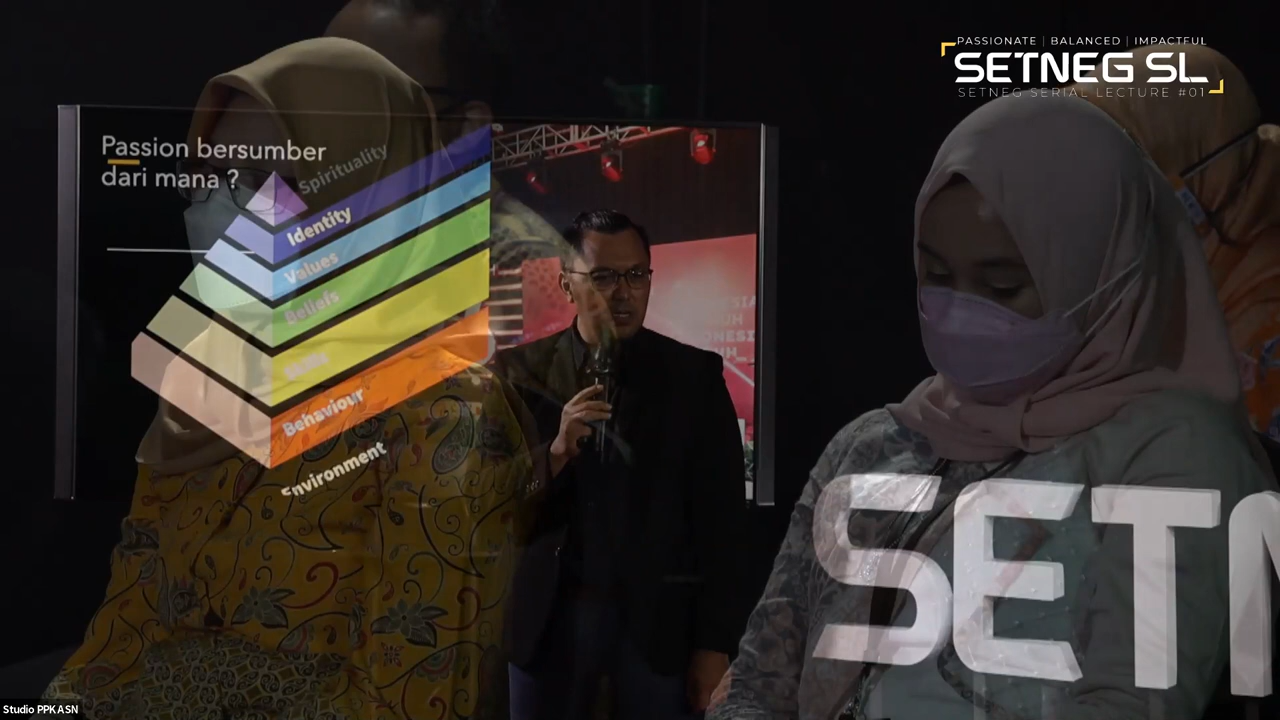 PASSIONATE | BALANCED | IMPACTFUL
SETNEG SL
SETNEG SERIAL LECTURE #01
Passion bersumber
dari mana ?
Spirituality
Identity
Values
Beliefs
Skills
Behaviour
Environment
SETN
Studio PPKASN